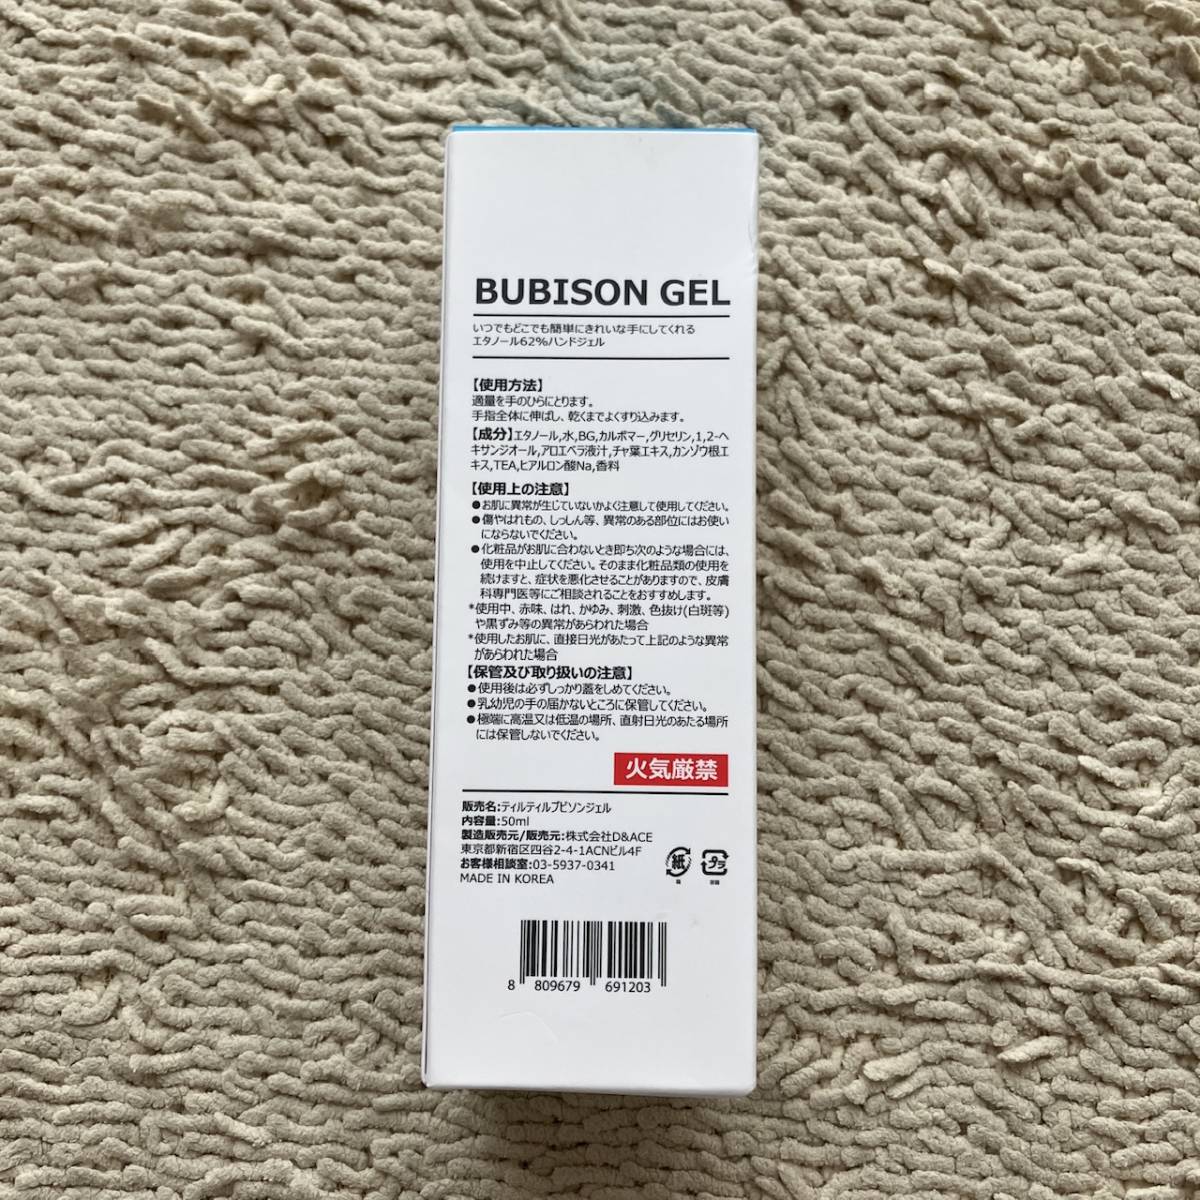 BUBISON GEL
いつでもどこでも簡単にきれいな手にしてくれる
エタノール62%ハンドジェル
【使用方法】
適量を手のひらにとります。
手指全体に伸ばし、乾くまでよくすり込みます。
【成分】エタノール,水,BG,カルボマー,グリセリン,1,2-ヘ
キサンジオール,アロエベラ液汁,チャ葉エキス,カンゾウ根エ
キス,TEA,ヒアルロン酸Na,香料
【使用上の注意】
●お肌に異常が生じていないかよく注意して使用してください。
●傷やはれもの、しっしん等、異常のある部位にはお使い
にならないでください。
●化粧品がお肌に合わないとき即ち次のような場合には、
使用を中止してください。そのまま化粧品類の使用を
続けますと、症状を悪化させることがありますので、皮膚
科専門医等にご相談されることをおすすめします。
*使用中、赤味、はれ、かゆみ、刺激、色抜け(白斑等)
や黒ずみ等の異常があらわれた場合
*使用したお肌に、直接日光があたって上記のような異常
があらわれた場合
【保管及び取り扱いの注意】
●使用後は必ずしっかり蓋をしめてください。
●乳幼児の手の届かないところに保管してください。
●極端に高温又は低温の場所、直射日光のあたる場所
には保管しないでください。
火気厳禁
販売名:ティルティルブビソンジェル
内容量:50ml
製造販売元/販売元:株式会社D&ACE
東京都新宿区四谷2-4-1ACNビル4F
お客様相談室:03-5937-0341
MADE IN KOREA
紙 プラ
8 809679 691203